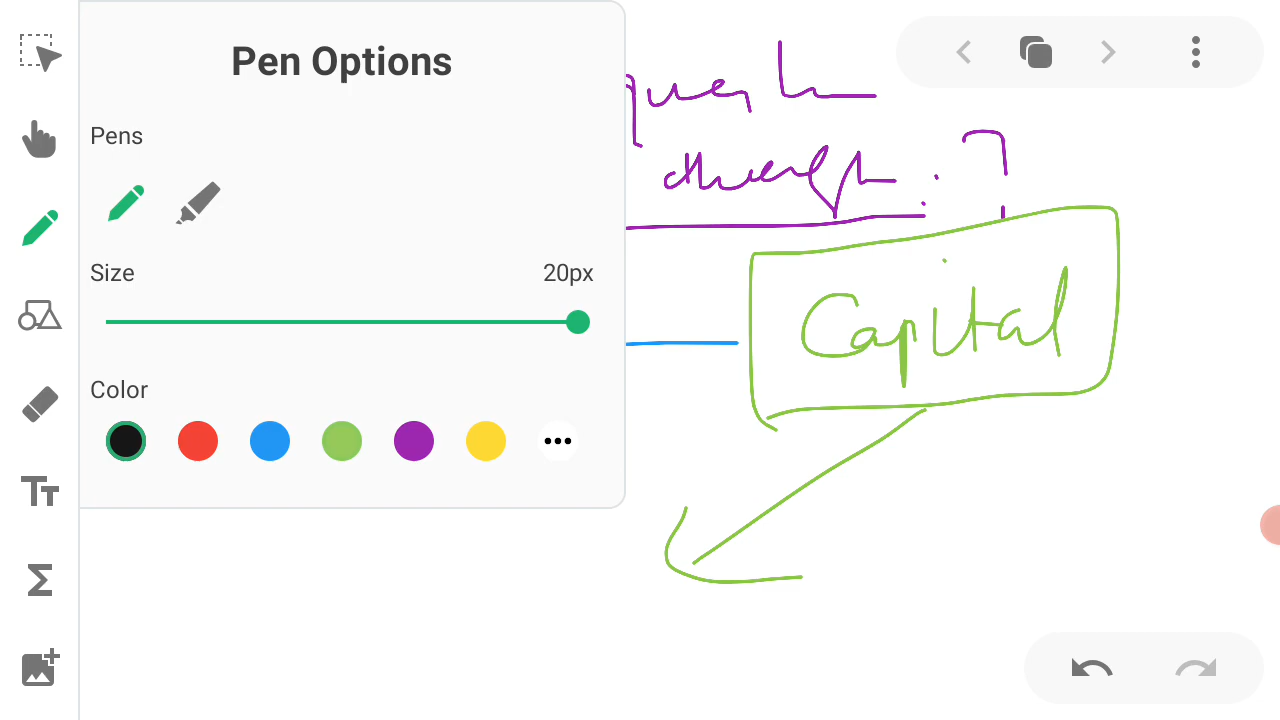 Pen Options
Pens
Size 20px
Color
Capital